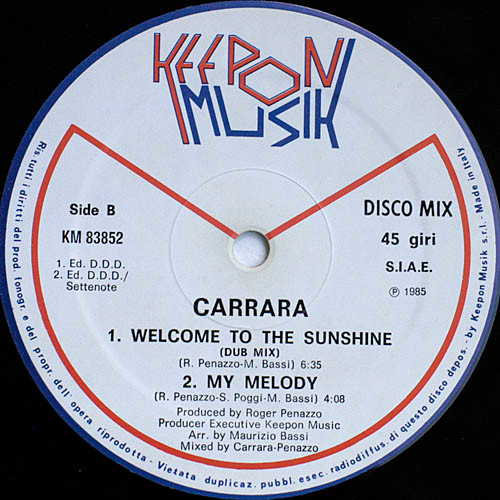 KEEPON
MUSIK
Side B
DISCO MIX
KM 83852
45 giri
1. Ed. D.D.D.
2. Ed. D.D.D./
Settenote
S.I.A.E.
℗ 1985
CARRARA
1. WELCOME TO THE SUNSHINE
(DUB MIX)
(R. Penazzo-M. Bassi) 6:35
2. MY MELODY
(R. Penazzo-S. Poggi-M. Bassi) 4:08
Produced by Roger Penazzo
Producer Executive Keepon Music
Arr. by Maurizio Bassi
Mixed by Carrara-Penazzo
Ris. tutti i diritti del prod. fonogr. e del propr. dell'opera riprodotta - Vietata duplicaz. pubbl. esec. radiodiffus. di questo disco depos. - by Keepon Musik s.r.l. - Made in Italy